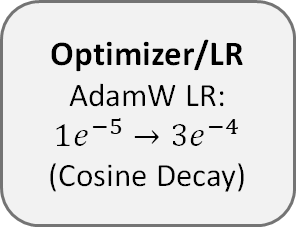 Optimizer/LR
AdamW LR:
1e⁻⁵ → 3e⁻⁴
(Cosine Decay)